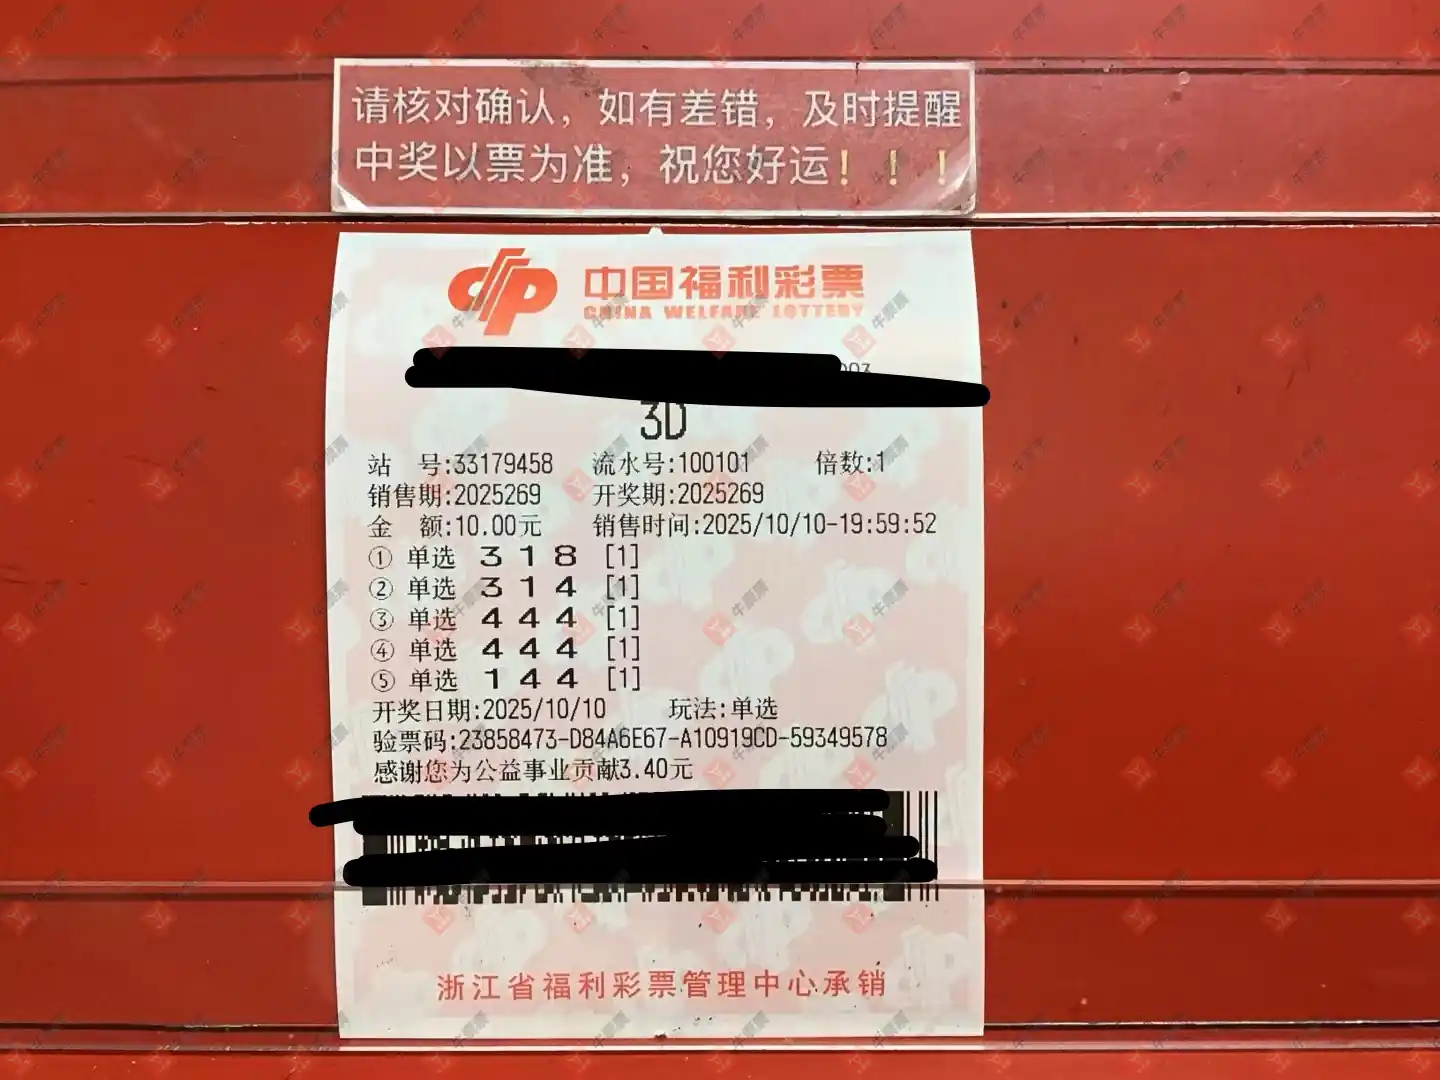 请核对确认，如有差错，及时提醒
中奖以票为准，祝您好运！！！
中国福利彩票
CHINA WELFARE LOTTERY
3D
站 号:33179458 流水号:100101 倍数:1
销售期:2025269 开奖期:2025269
金 额:10.00元 销售时间:2025/10/10-19:59:52
① 单选 3 1 8 [1]
② 单选 3 1 4 [1]
③ 单选 4 4 4 [1]
④ 单选 4 4 4 [1]
⑤ 单选 1 4 4 [1]
开奖日期:2025/10/10 玩法:单选
验票码:23858473-D84A6E67-A10919CD-59349578
感谢您为公益事业贡献3.40元
浙江省福利彩票管理中心承销
牛票票